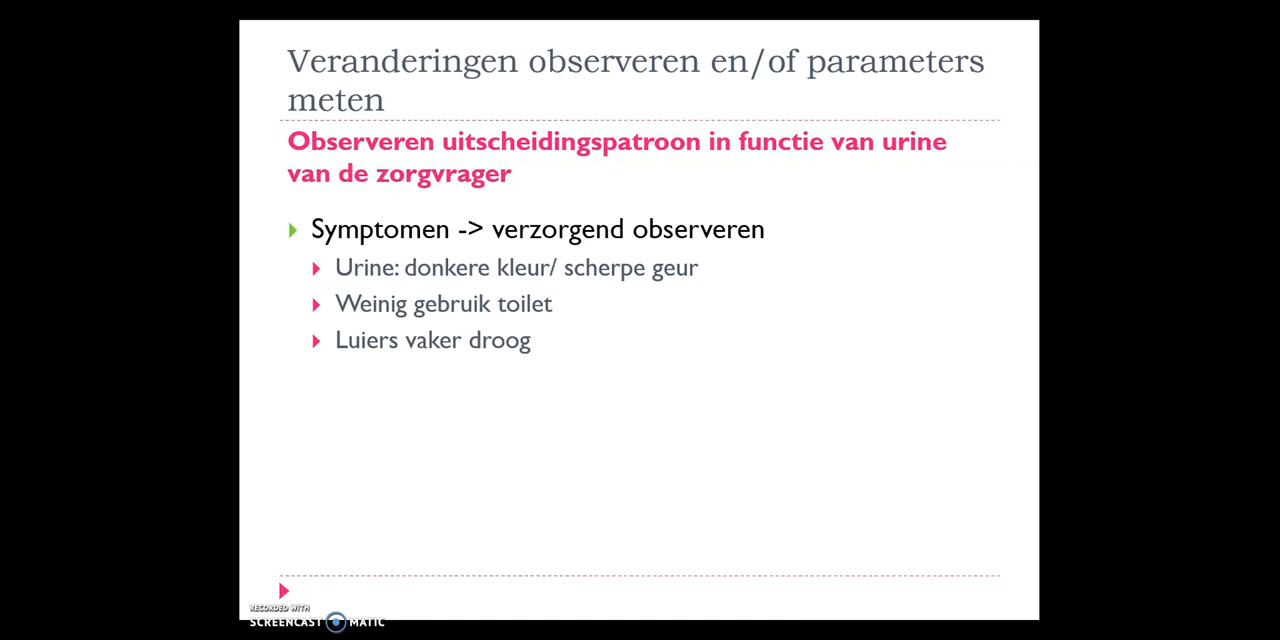 Veranderingen observeren en/of parameters
meten
Observeren uitscheidingspatroon in functie van urine
van de zorgvrager
Symptomen -> verzorgend observeren
Urine: donkere kleur/ scherpe geur
Weinig gebruik toilet
Luiers vaker droog
RECORDED WITH
SCREENCAST MATIC